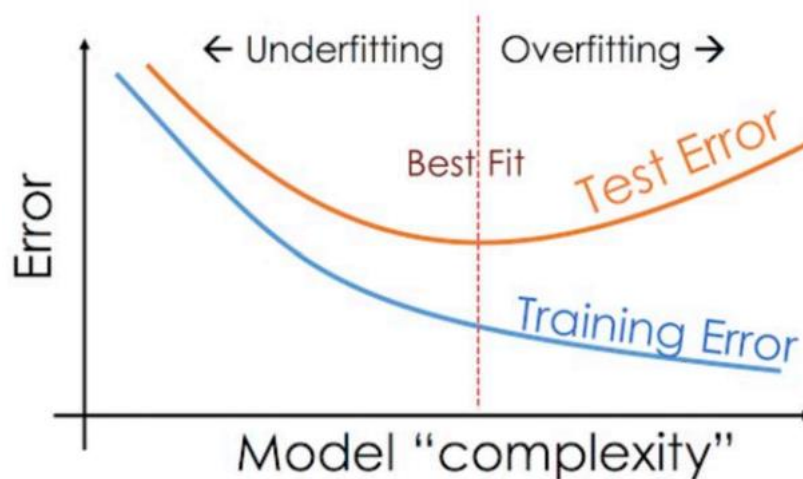 ← Underfitting
Overfitting →
Best Fit
Test Error
Training Error
Error
Model “complexity”